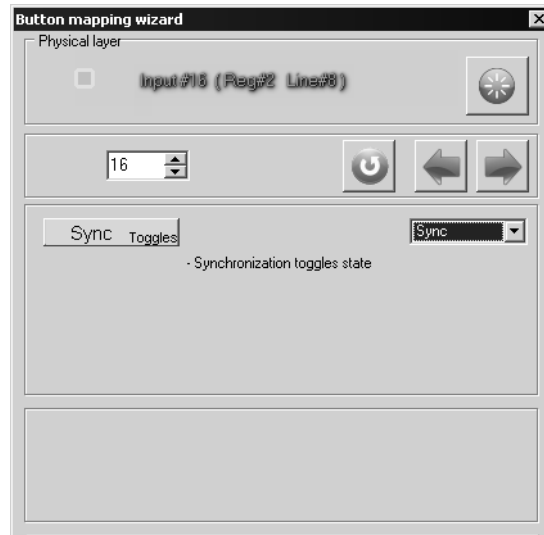 Button mapping wizard
Physical layer
Input#16 (Reg#2 Line#8)
16
Sync Toggles
Sync
- Synchronization toggles state